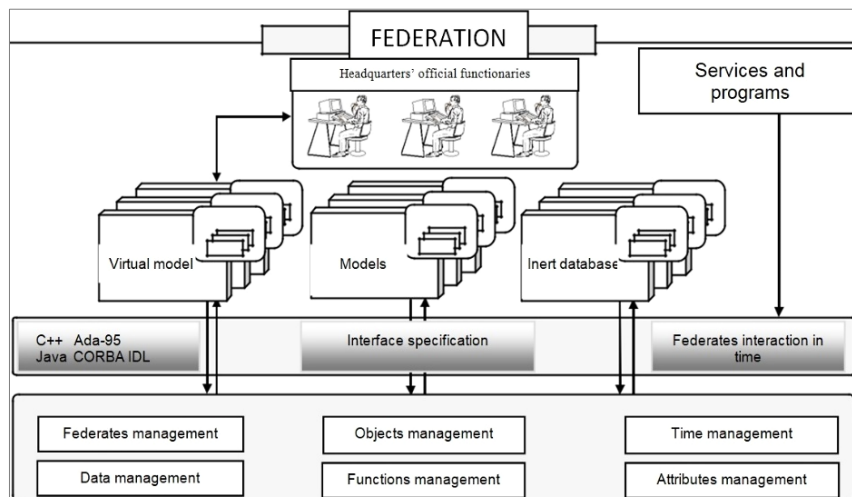 FEDERATION
Headquarters' official functionaries
Services and
programs
Virtual model
Models
Inert database
C++ Ada-95
Java CORBA IDL
Interface specification
Federates interaction in
time
Federates management
Objects management
Time management
Data management
Functions management
Attributes management